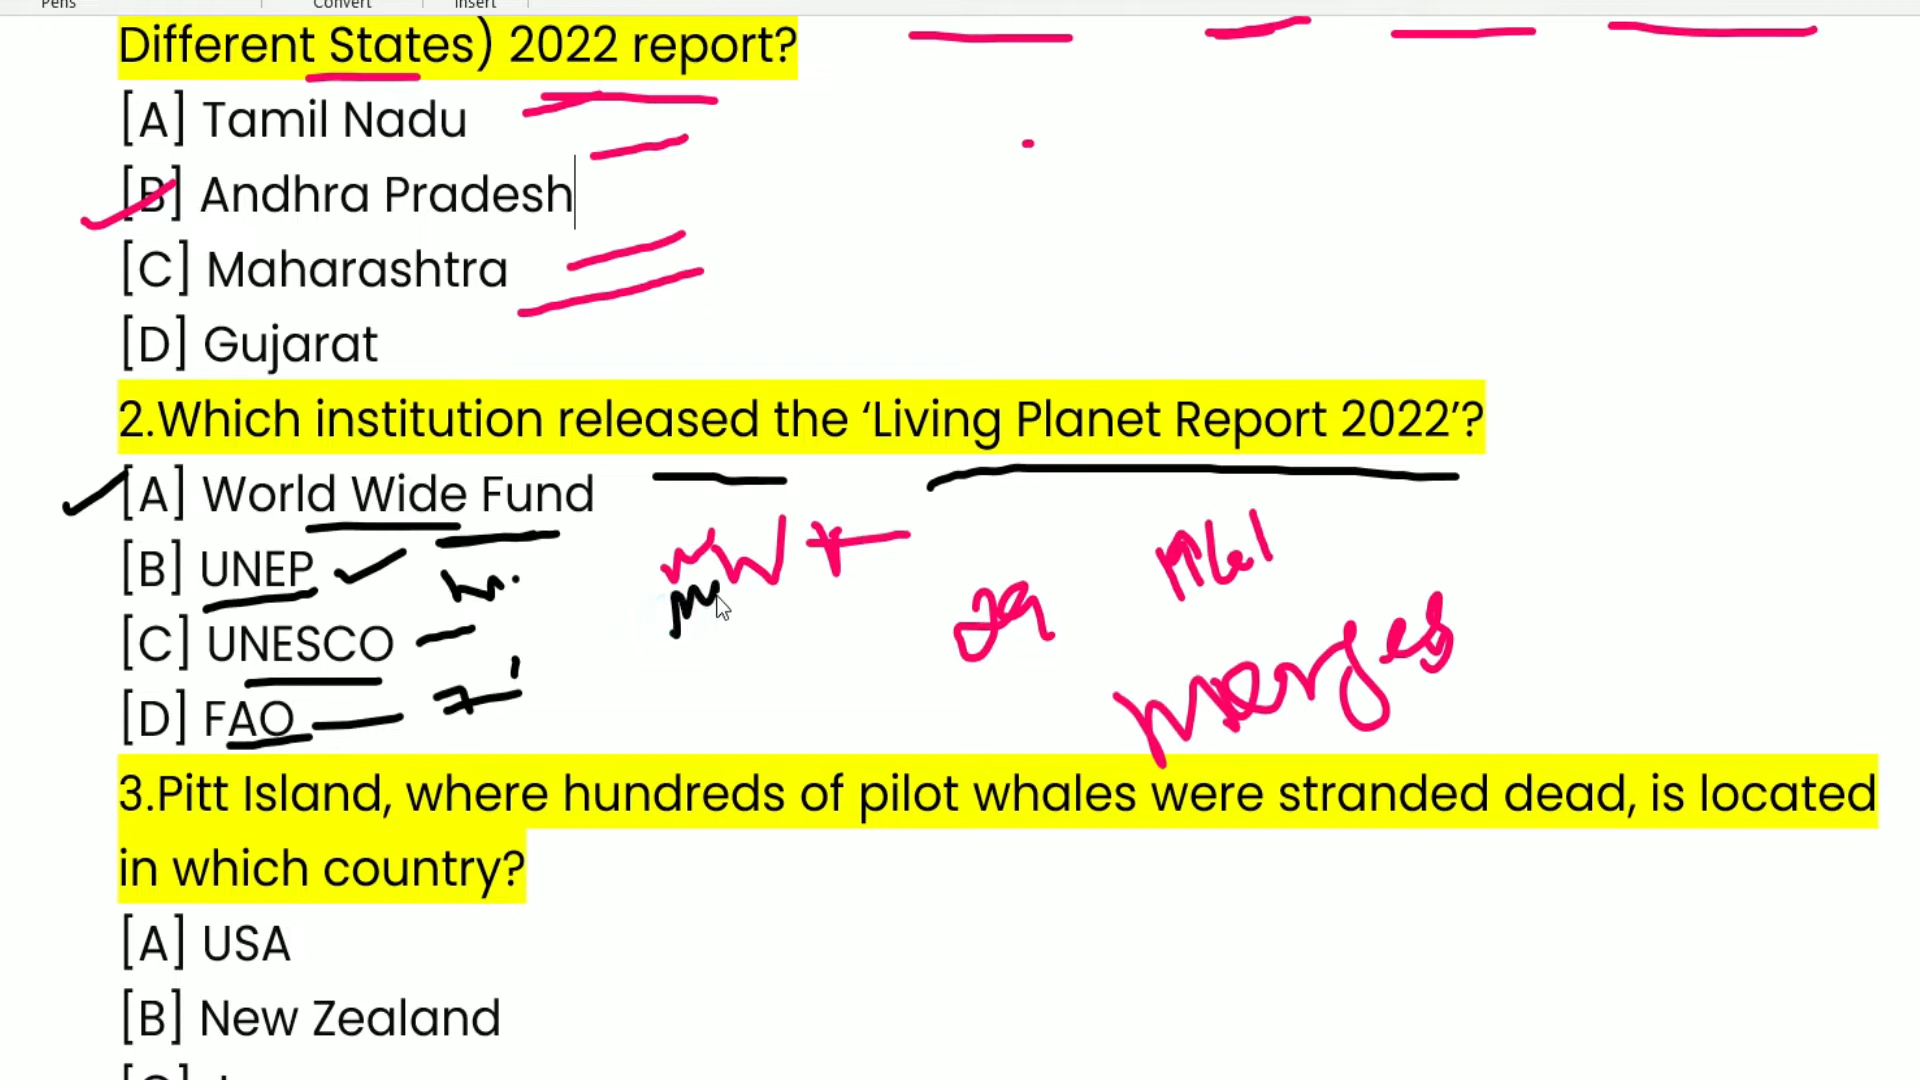 Pens Convert Insert
Different States) 2022 report?
[A] Tamil Nadu
[B] Andhra Pradesh
[C] Maharashtra
[D] Gujarat
2.Which institution released the ‘Living Planet Report 2022’?
[A] World Wide Fund
[B] UNEP
[C] UNESCO
[D] FAO
merges
3.Pitt Island, where hundreds of pilot whales were stranded dead, is located
in which country?
[A] USA
[B] New Zealand